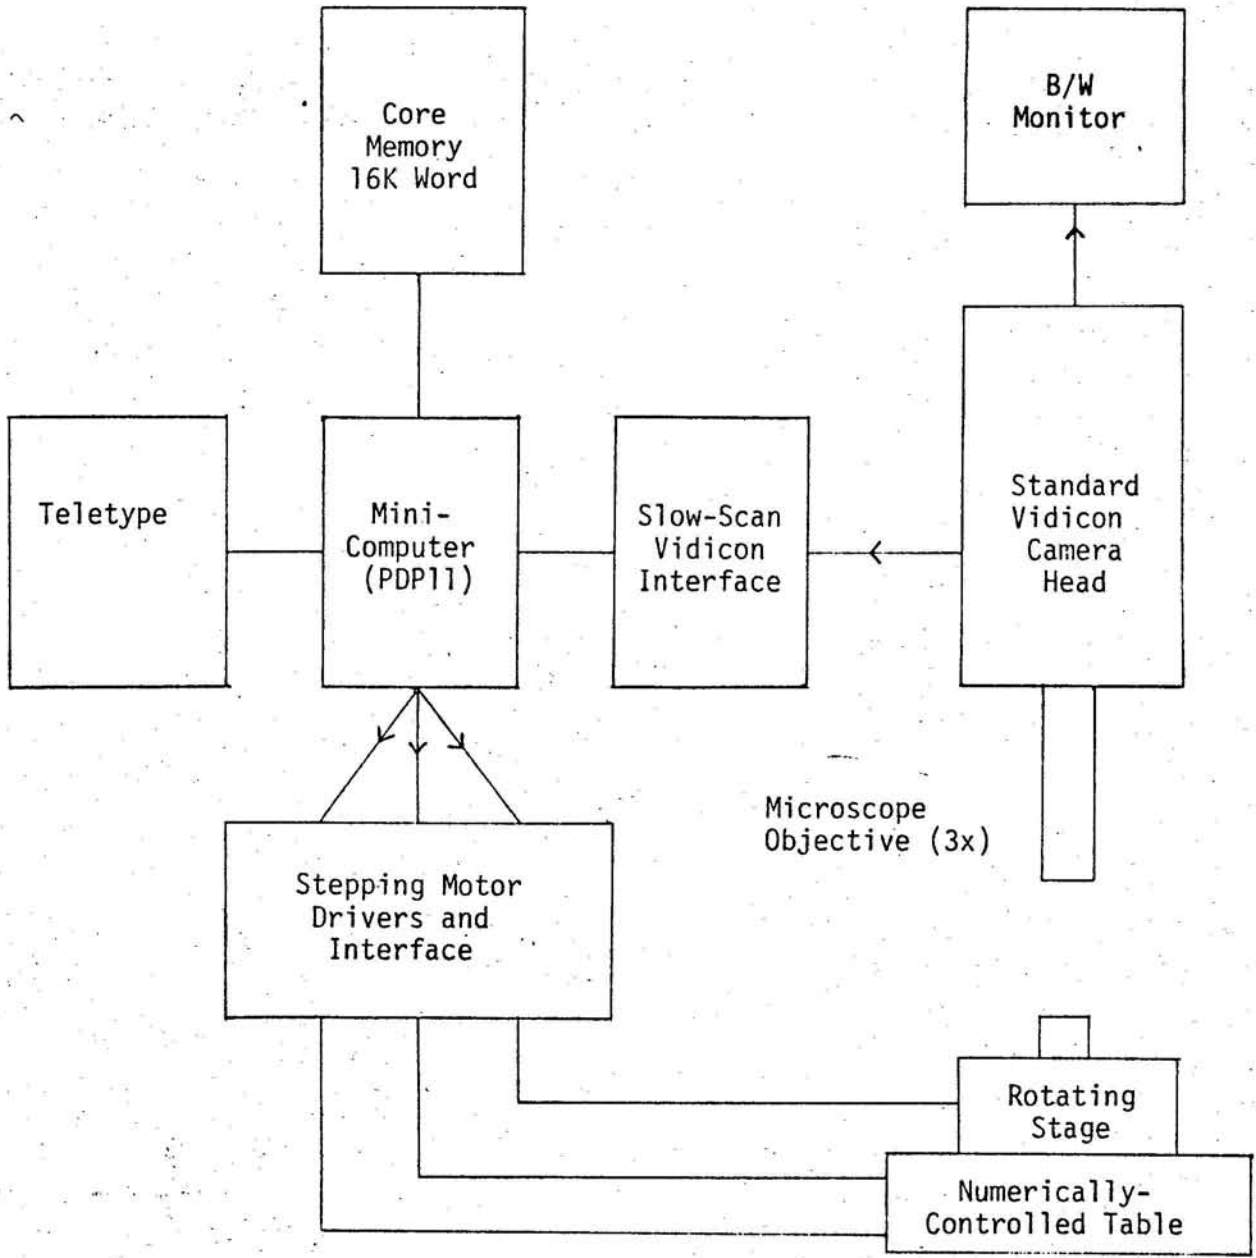 Core
Memory
16K Word
B/W
Monitor
Teletype
Mini-
Computer
(PDP11)
Slow-Scan
Vidicon
Interface
Standard
Vidicon
Camera
Head
Microscope
Objective (3x)
Stepping Motor
Drivers and
Interface
Rotating
Stage
Numerically-
Controlled Table